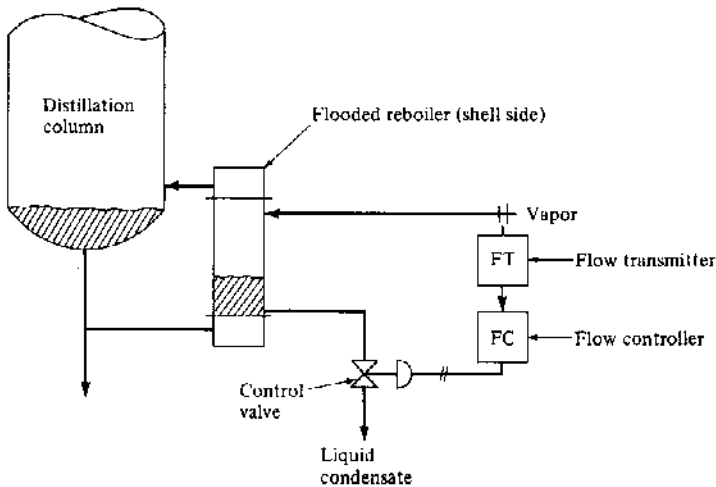 Distillation
column
Flooded reboiler (shell side)
Vapor
FT
Flow transmitter
FC
Flow controller
Control
valve
Liquid
condensate